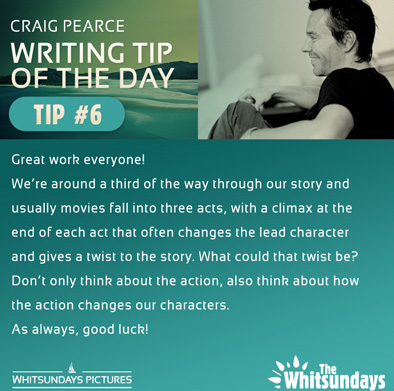 CRAIG PEARCE
WRITING TIP
OF THE DAY
TIP #6
Great work everyone!
We're around a third of the way through our story and
usually movies fall into three acts, with a climax at the
end of each act that often changes the lead character
and gives a twist to the story. What could that twist be?
Don't only think about the action, also think about how
the action changes our characters.
As always, good luck!
WHITSUNDAYS PICTURES
The
Whitsundays